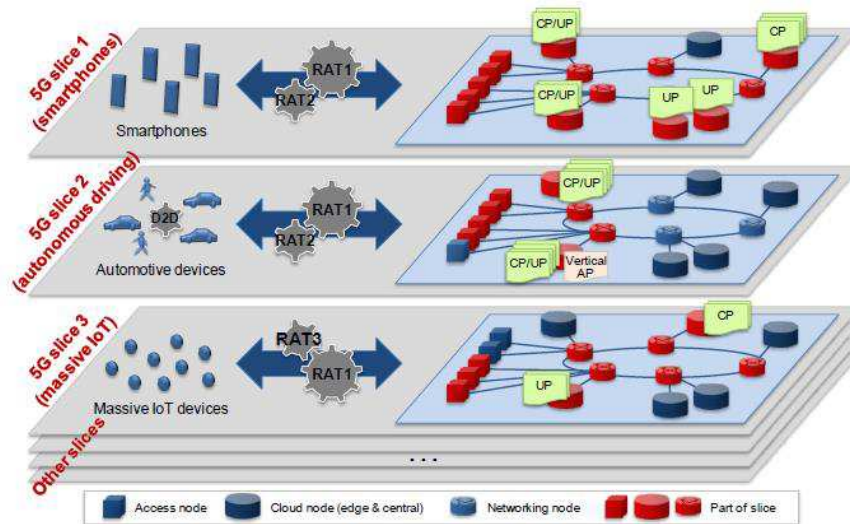 5G slice 1
(smartphones)
Smartphones
RAT1
RAT2
CP/UP
CP
CP/UP
UP
UP
5G slice 2
(autonomous driving)
D2D
Automotive devices
RAT1
RAT2
CP/UP
CP/UP
Vertical
AP
5G slice 3
(massive IoT)
Massive IoT devices
RAT3
RAT1
CP
UP
Other slices
. . .
Access node
Cloud node (edge & central)
Networking node
Part of slice